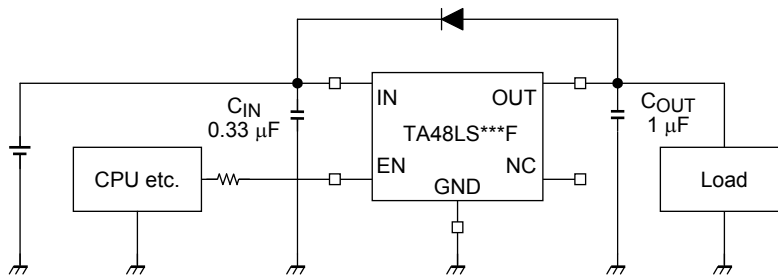 CIN
0.33 μF
IN
OUT
TA48LS***F
EN
NC
GND
COUT
1 μF
CPU etc.
Load